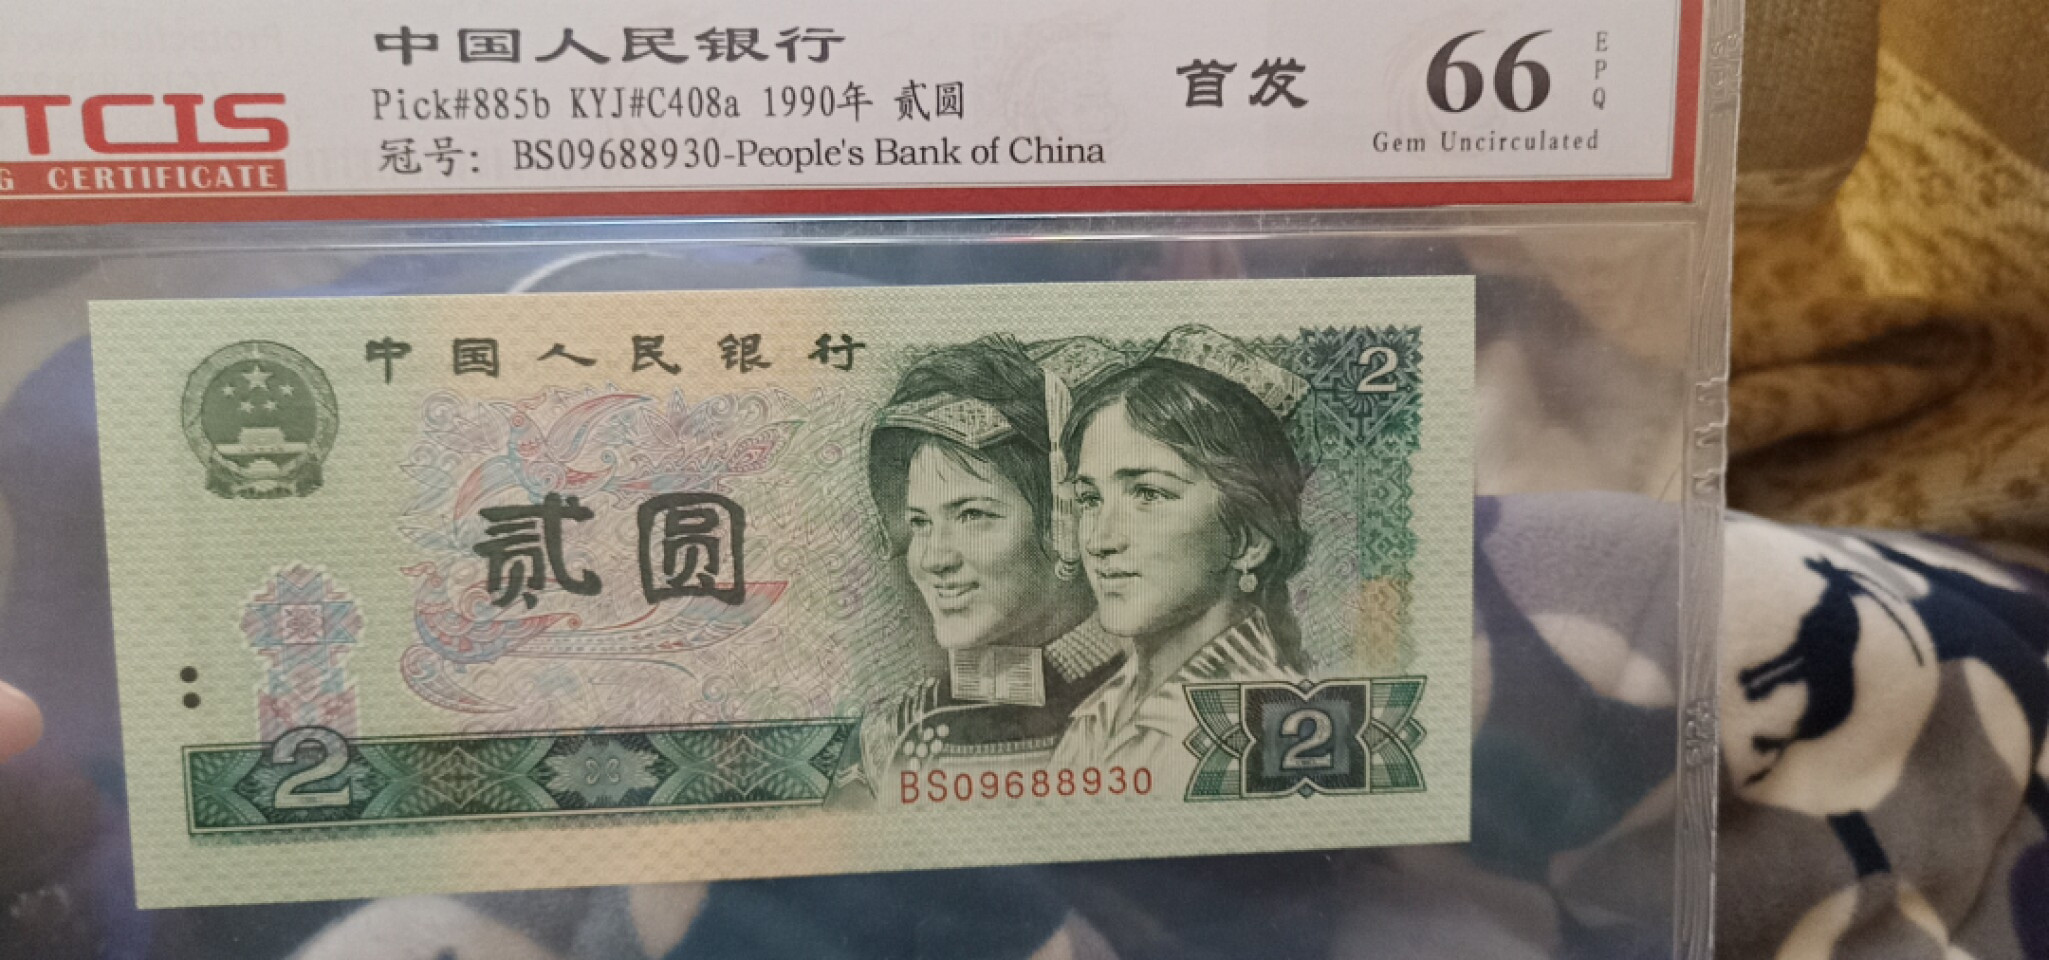 中国人民银行
Pick#885b KYJ#C408a 1990年 贰圆
冠号: BS09688930-People's Bank of China
首发
66
EPQ
Gem Uncirculated
TCIS
G CERTIFICATE
中国人民银行
2
贰圆
2
2
BS09688930